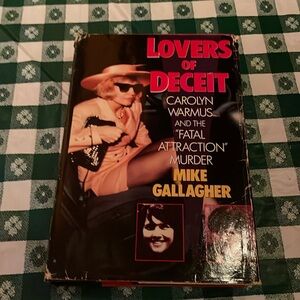 LOVERS
OF
DECEIT
CAROLYN
WARMUS...
AND THE
"FATAL
ATTRACTION"
MURDER
MIKE
GALLAGHER